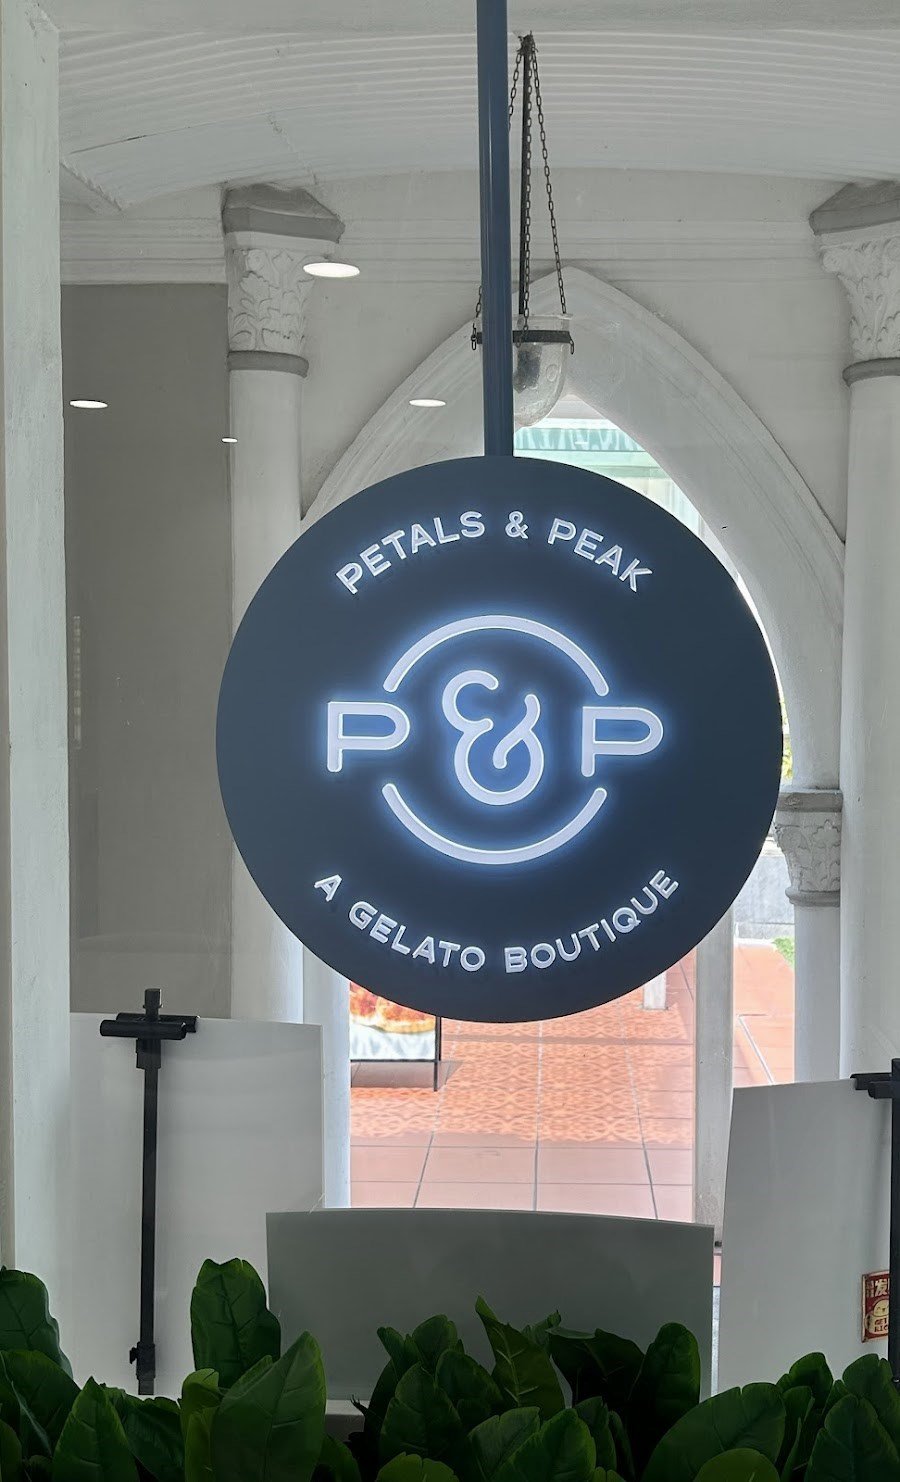 PETALS & PEAK
P & P
A GELATO BOUTIQUE